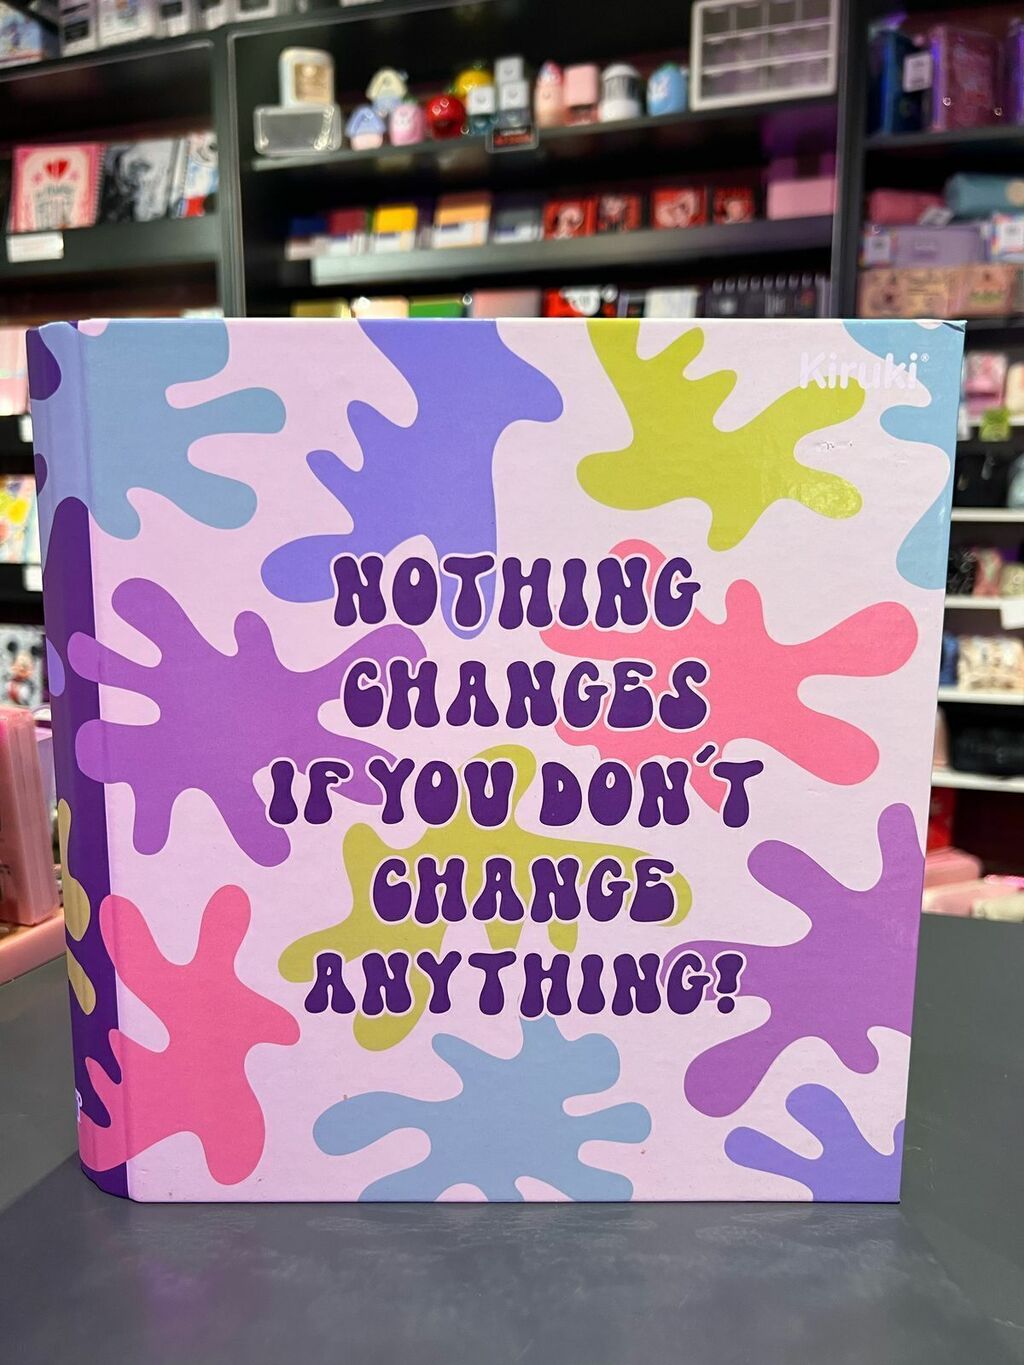 Kiruki®
NOTHING
CHANGES
IF YOU DON'T
CHANGE
ANYTHING!